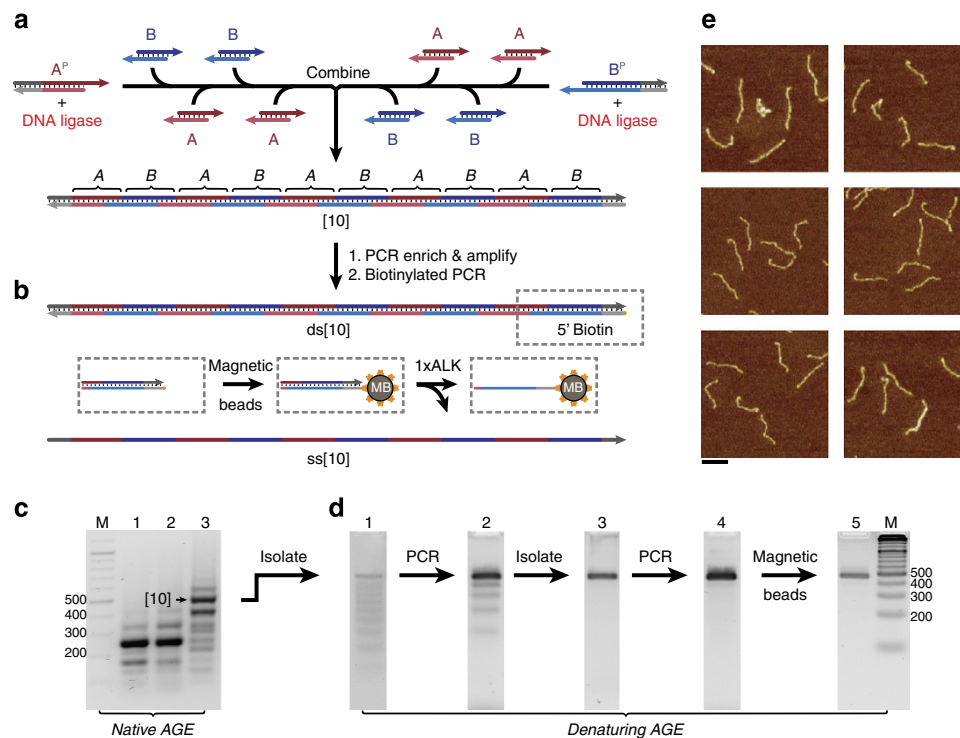 a
B
B
A
A
Aᴾ
Combine
Bᴾ
+
DNA ligase
+
DNA ligase
A
A
B
B
A B A B A B A B A B
[10]
1. PCR enrich & amplify
2. Biotinylated PCR
b
ds[10]
5’ Biotin
Magnetic
beads
MB
1xALK
MB
ss[10]
c
M 1 2 3
[10]
500
400
300
200
Native AGE
Isolate
d
1 2 3 4 5 M
PCR
Isolate
PCR
Magnetic
beads
500
400
300
200
Denaturing AGE
e